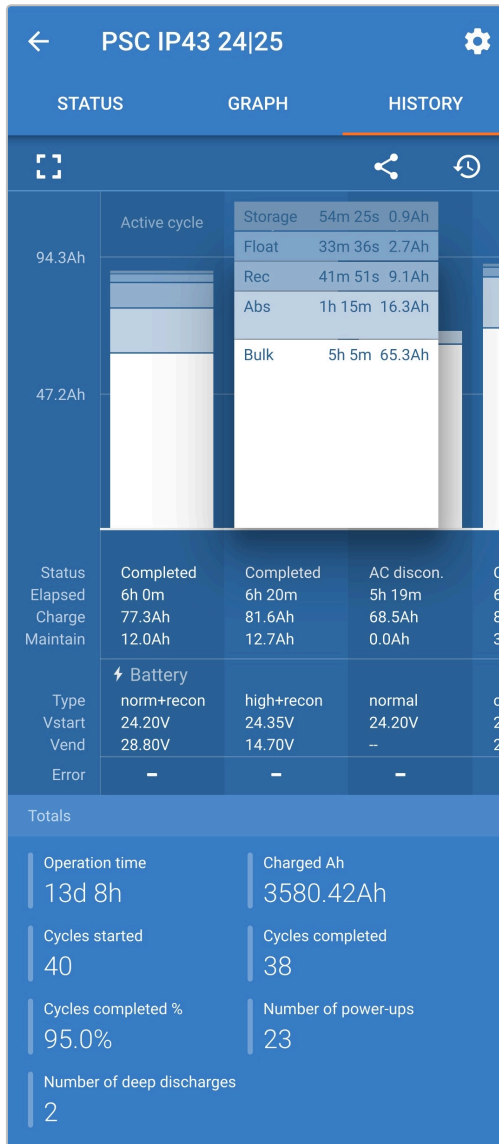 PSC IP43 24|25
STATUS GRAPH HISTORY
Active cycle
94.3Ah
47.2Ah
Storage 54m 25s 0.9Ah
Float 33m 36s 2.7Ah
Rec 41m 51s 9.1Ah
Abs 1h 15m 16.3Ah
Bulk 5h 5m 65.3Ah
Status Completed Completed AC discon.
Elapsed 6h 0m 6h 20m 5h 19m 6
Charge 77.3Ah 81.6Ah 68.5Ah 8
Maintain 12.0Ah 12.7Ah 0.0Ah 3
Battery
Type norm+recon high+recon normal
Vstart 24.20V 24.35V 24.20V 2
Vend 28.80V 14.70V -- 2
Error – – –
Totals
Operation time Charged Ah
13d 8h 3580.42Ah
Cycles started Cycles completed
40 38
Cycles completed % Number of power-ups
95.0% 23
Number of deep discharges
2